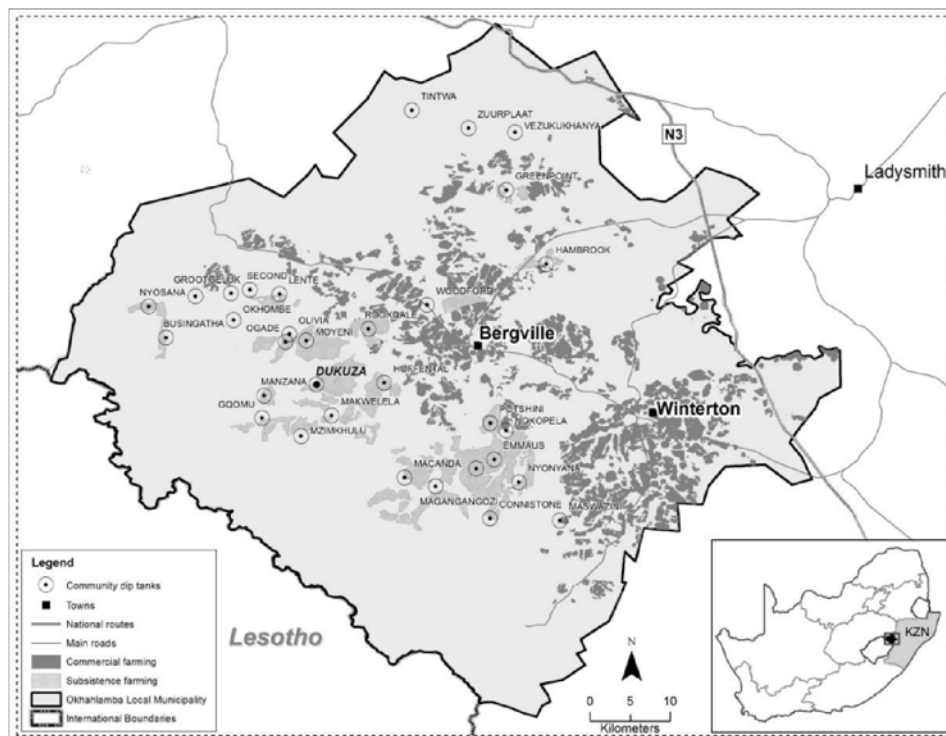 TINTWA
ZUURPLAAT
VEZUKUKHANYA
N3
Ladysmith
GREENPOINT
HAMBROOK
GROOTGELUK
SECOND
LENTE
NYOSANA
OKHOMBE
WOODFORD
BUSINGATHA
OGADE
OLIVIA
MOYENI
ROOKDALE
Bergville
MANZANA
DUKUZA
HOFFENTAL
GQOMU
MAKWELELA
MZIMKHULU
POTSHINI
NOKOPELA
Winterton
EMMAUS
MACANDA
NYONYANA
MAGANGANGOZI
CONNISTONE
MASWAZINI
Legend
Community dip tanks
Towns
National routes
Main roads
Commercial farming
Subsistence farming
Okhahlamba Local Municipality
International Boundaries
Lesotho
N
0 5 10
Kilometers
KZN